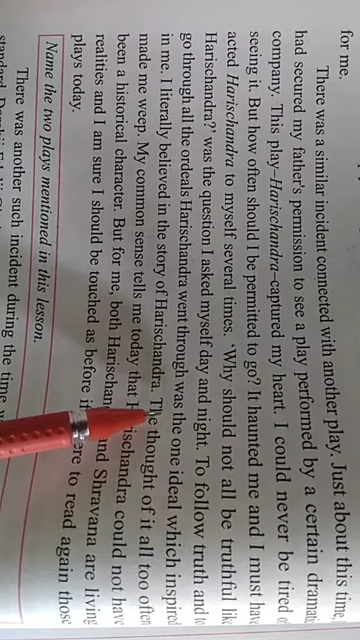 for me.
There was a similar incident connected with another play. Just about this time,
had secured my father's permission to see a play performed by a certain dramati
company. This play–Harischandra–captured my heart. I could never be tired o
seeing it. But how often should I be permitted to go? It haunted me and I must hav
acted Harischandra to myself several times. 'Why should not all be truthful lik
Harischandra?' was the question I asked myself day and night. To follow truth and to
go through all the ordeals Harischandra went through was the one ideal which inspired
in me. I literally believed in the story of Harischandra. The thought of it all too often
made me weep. My common sense tells me today that Harischandra could not have
been a historical character. But for me, both Harischan and Shravana are living
realities and I am sure I should be touched as before if ere to read again those
plays today.
Name the two plays mentioned in this lesson.
There was another such incident during the time